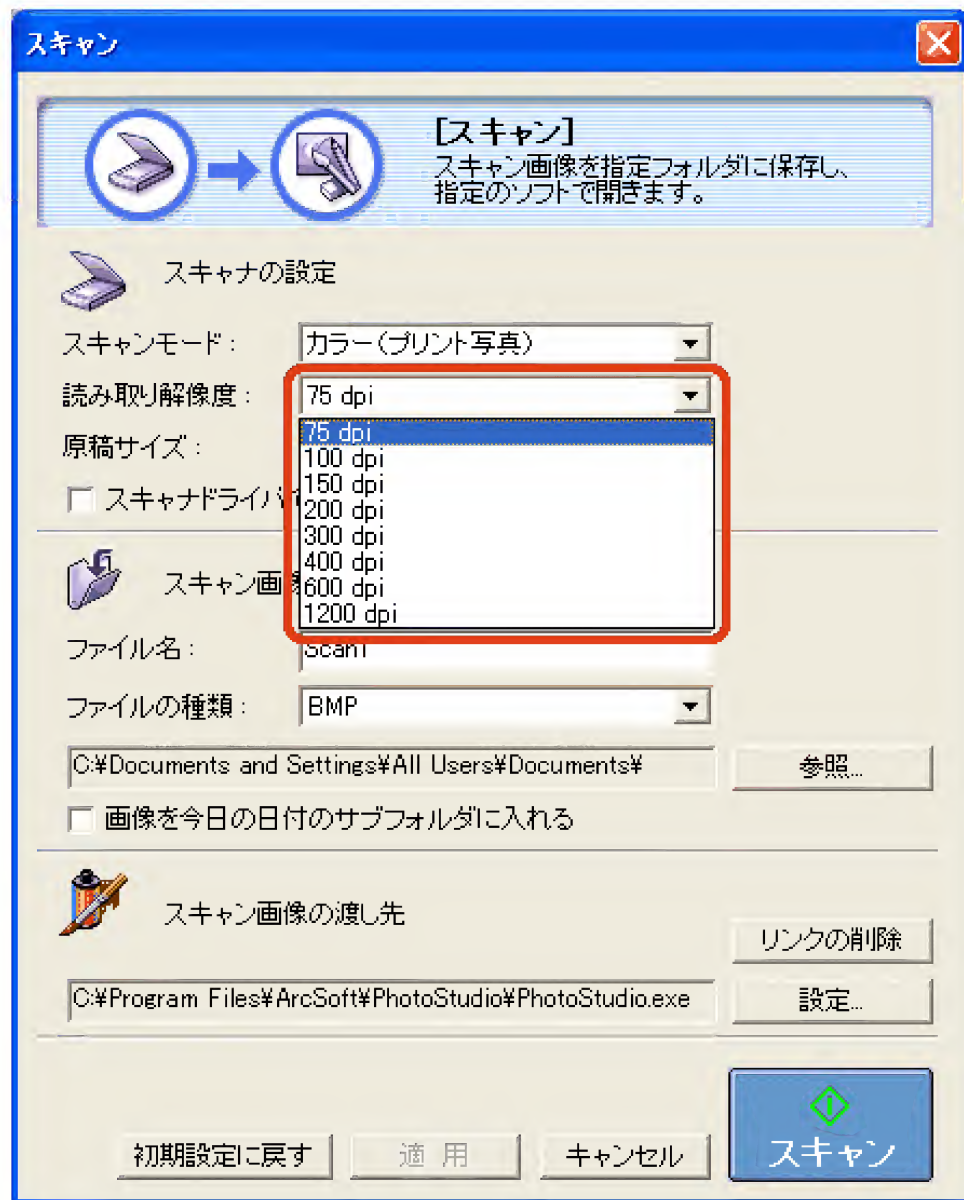 スキャン
[スキャン]
スキャン画像を指定フォルダに保存し、
指定のソフトで開きます。
スキャナの設定
スキャンモード: カラー(プリント写真)
読み取り解像度: 75 dpi
75 dpi
100 dpi
原稿サイズ:
150 dpi
スキャナドライバ
200 dpi
300 dpi
400 dpi
スキャン画
600 dpi
1200 dpi
ファイル名: Scan1
ファイルの種類: BMP
C:¥Documents and Settings¥All Users¥Documents¥ 参照...
画像を今日の日付のサブフォルダに入れる
スキャン画像の渡し先
リンクの削除
C:¥Program Files¥ArcSoft¥PhotoStudio¥PhotoStudio.exe 設定...
初期設定に戻す 適 用 キャンセル スキャン